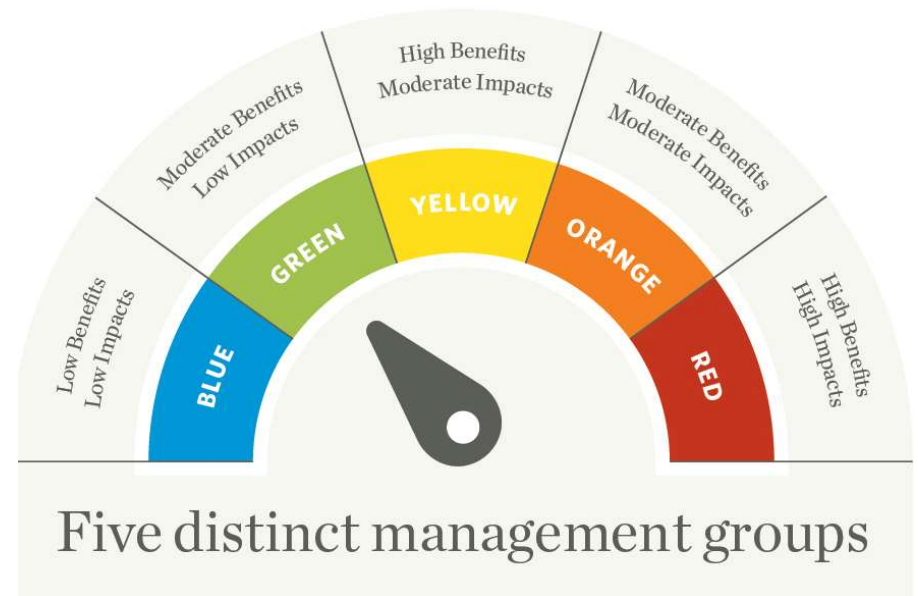 Low Benefits
Low Impacts
Moderate Benefits
Low Impacts
High Benefits
Moderate Impacts
Moderate Benefits
Moderate Impacts
High Benefits
High Impacts
BLUE
GREEN
YELLOW
ORANGE
RED
Five distinct management groups